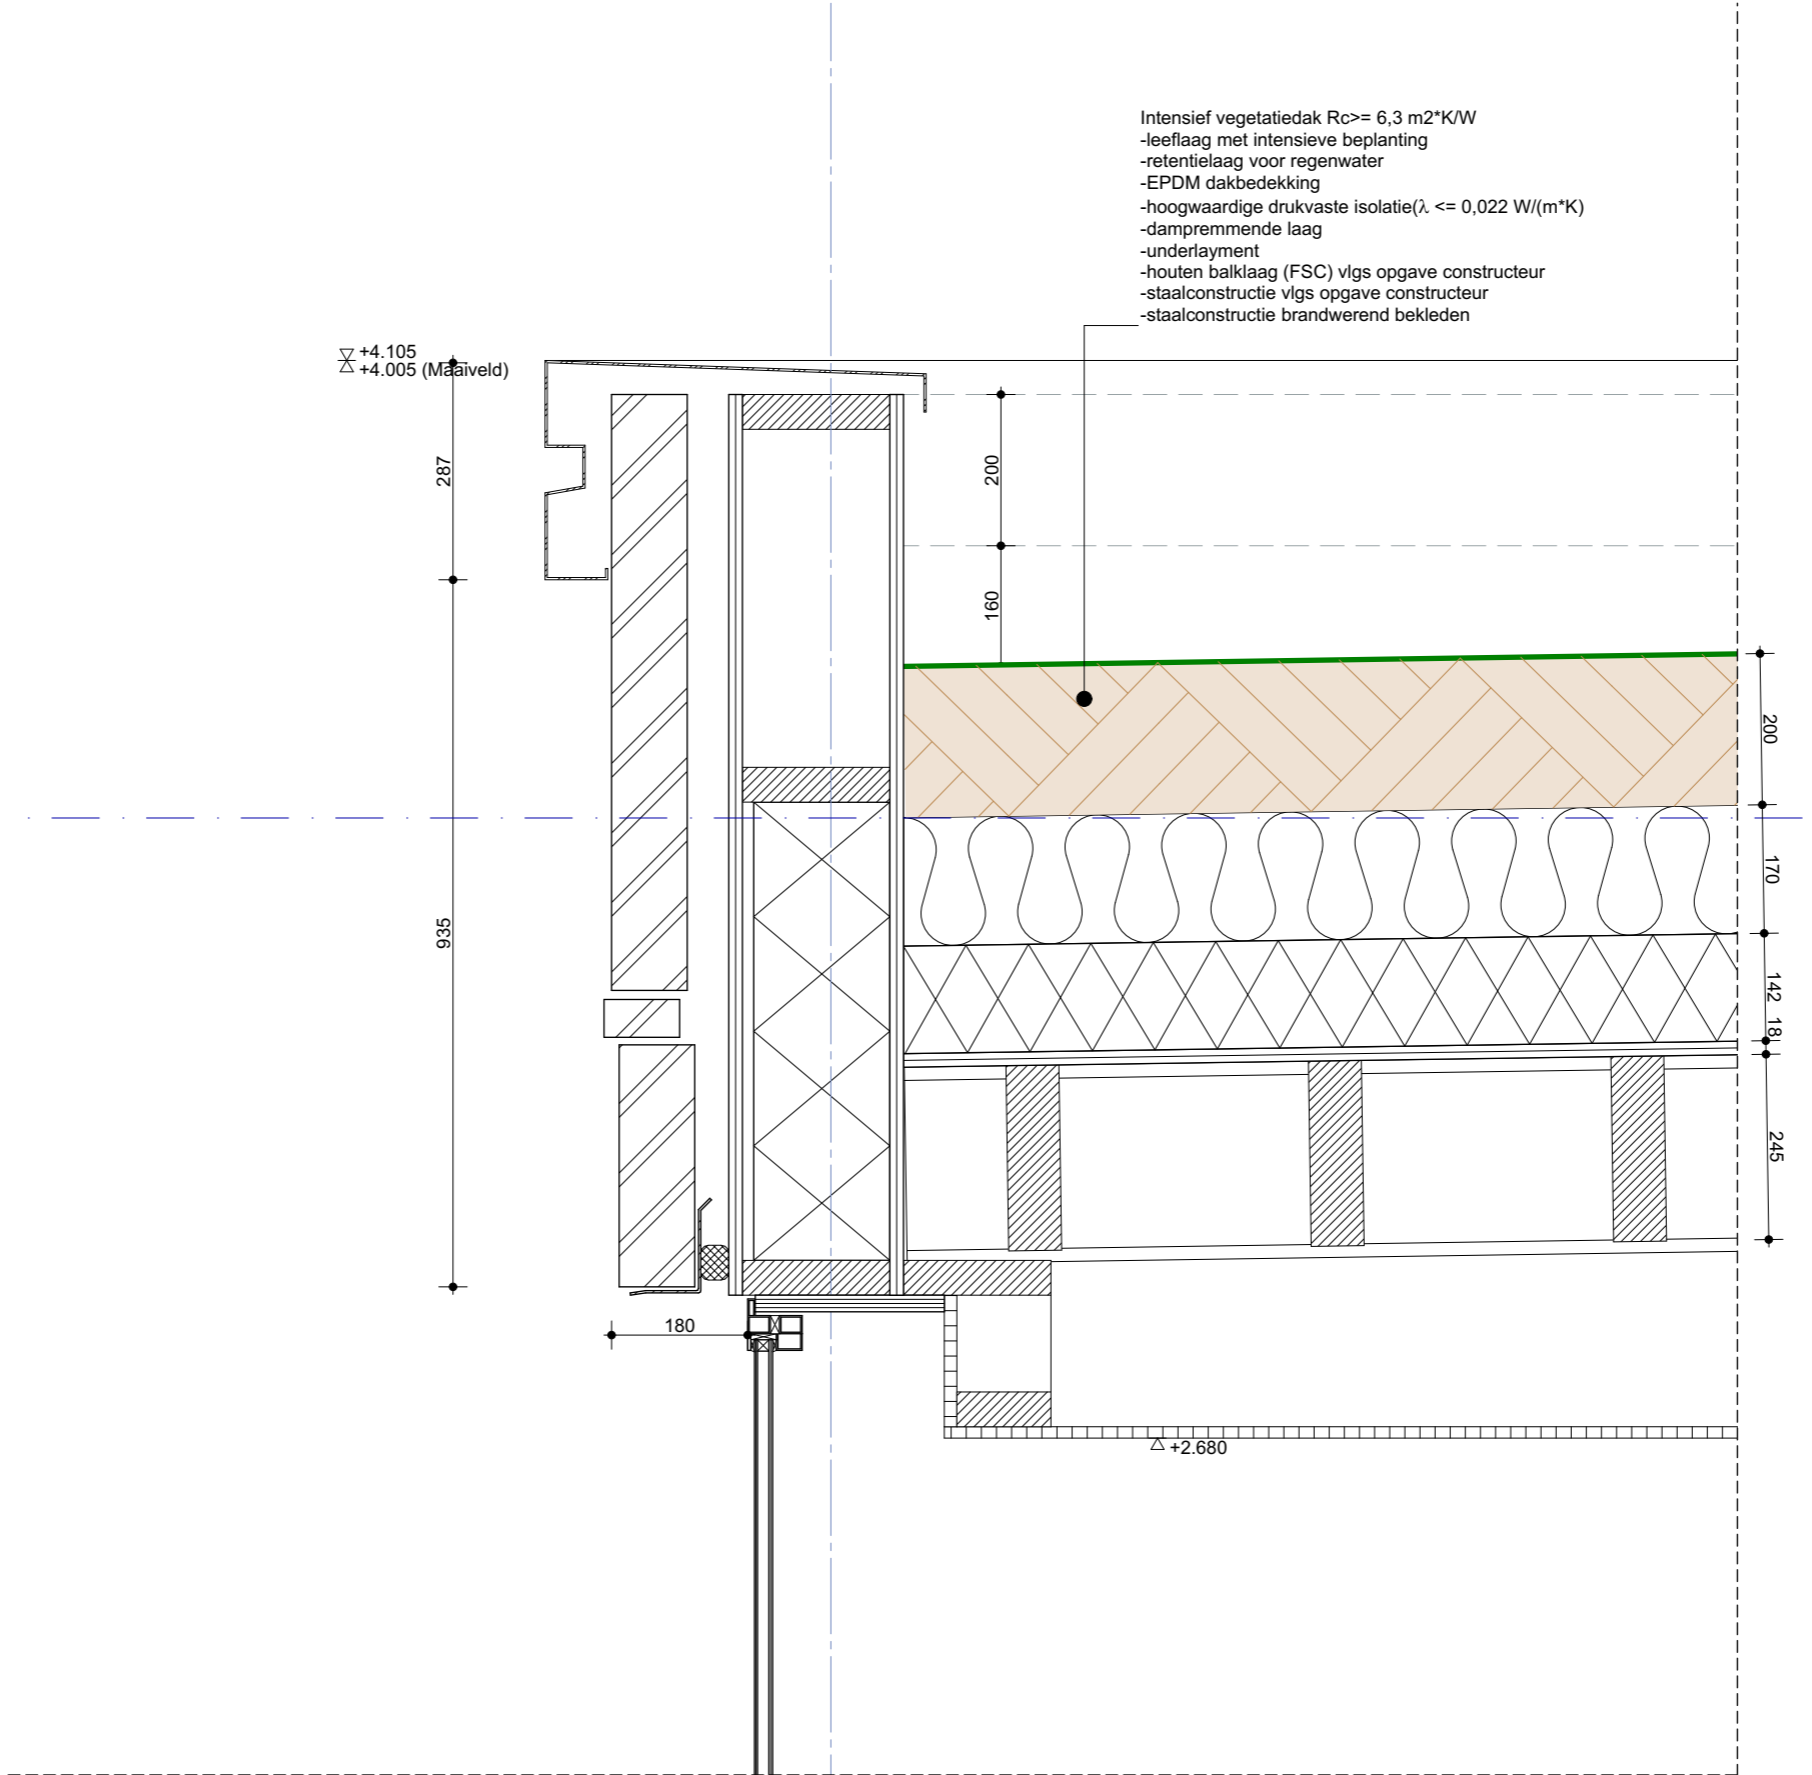 Intensief vegetatiedak Rc>= 6,3 m2*K/W
-leeflaag met intensieve beplanting
-retentielaag voor regenwater
-EPDM dakbedekking
-hoogwaardige drukvaste isolatie(λ <= 0,022 W/(m*K)
-dampremmende laag
-underlayment
-houten balklaag (FSC) vlgs opgave constructeur
-staalconstructie vlgs opgave constructeur
-staalconstructie brandwerend bekleden
+4.105
+4.005 (Maaiveld)
287
200
160
200
170
935
142
18
245
180
+2.680